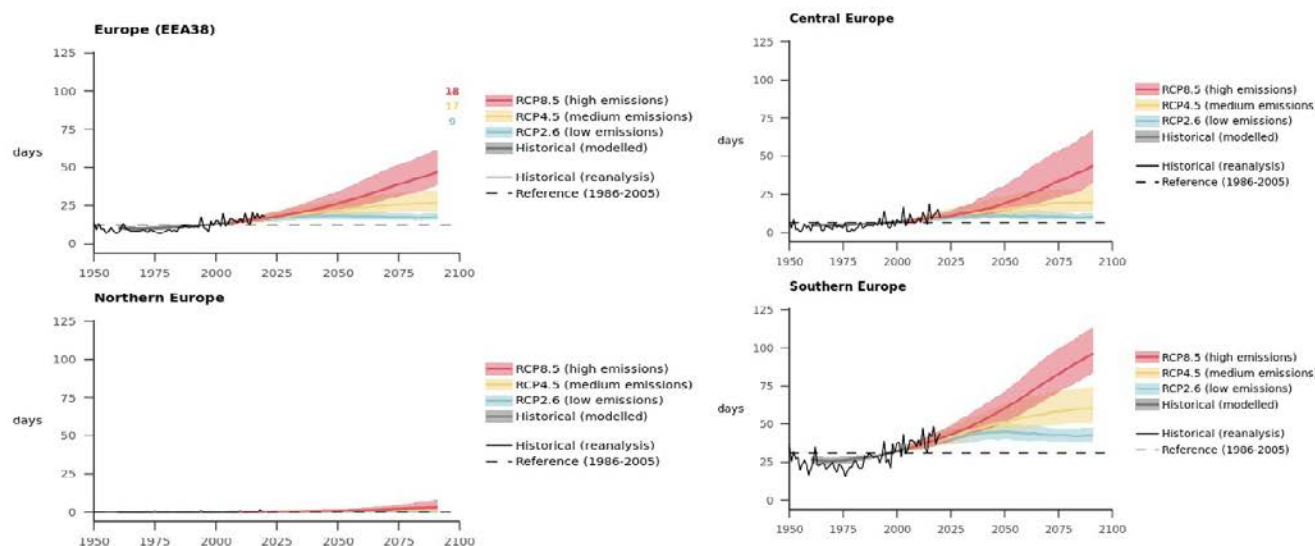 Europe (EEA38)
125
100
75
days
50
25
0
1950 1975 2000 2025 2050 2075 2100
18
17
9
RCP8.5 (high emissions)
RCP4.5 (medium emissions)
RCP2.6 (low emissions)
Historical (modelled)
Historical (reanalysis)
Reference (1986-2005)
Central Europe
125
100
75
days
50
25
0
1950 1975 2000 2025 2050 2075 2100
RCP8.5 (high emissions)
RCP4.5 (medium emissions)
RCP2.6 (low emissions)
Historical (modelled)
Historical (reanalysis)
Reference (1986-2005)
Northern Europe
125
100
75
days
50
25
0
1950 1975 2000 2025 2050 2075 2100
RCP8.5 (high emissions)
RCP4.5 (medium emissions)
RCP2.6 (low emissions)
Historical (modelled)
Historical (reanalysis)
Reference (1986-2005)
Southern Europe
125
100
75
days
50
25
0
1950 1975 2000 2025 2050 2075 2100
RCP8.5 (high emissions)
RCP4.5 (medium emissions)
RCP2.6 (low emissions)
Historical (modelled)
Historical (reanalysis)
Reference (1986-2005)